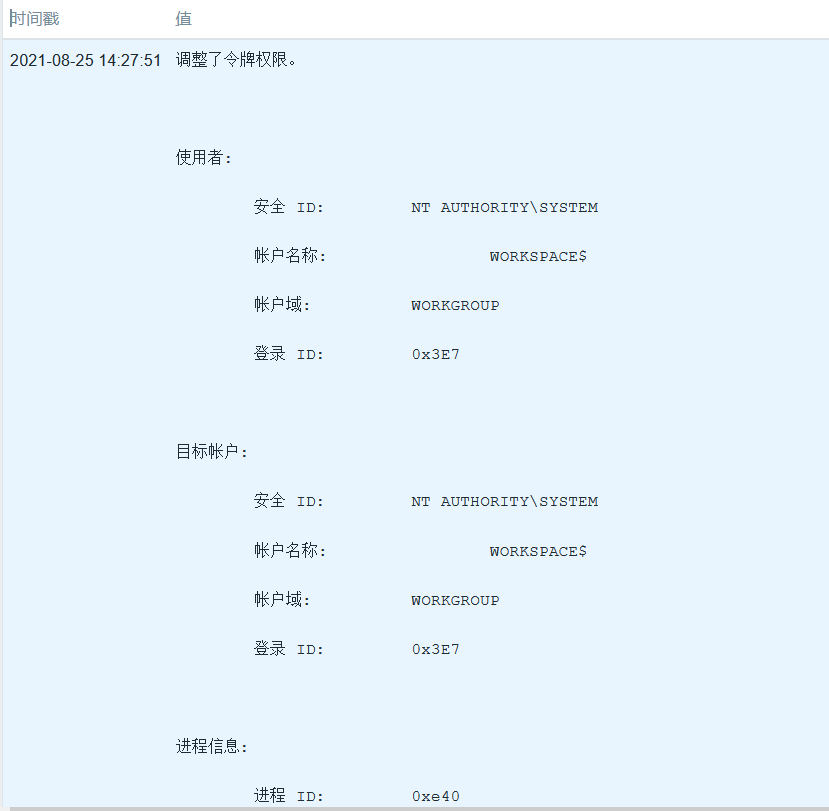 时间戳 值
2021-08-25 14:27:51 调整了令牌权限。
使用者:
安全 ID: NT AUTHORITY\SYSTEM
帐户名称: WORKSPACE$
帐户域: WORKGROUP
登录 ID: 0x3E7
目标帐户:
安全 ID: NT AUTHORITY\SYSTEM
帐户名称: WORKSPACE$
帐户域: WORKGROUP
登录 ID: 0x3E7
进程信息:
进程 ID: 0xe40